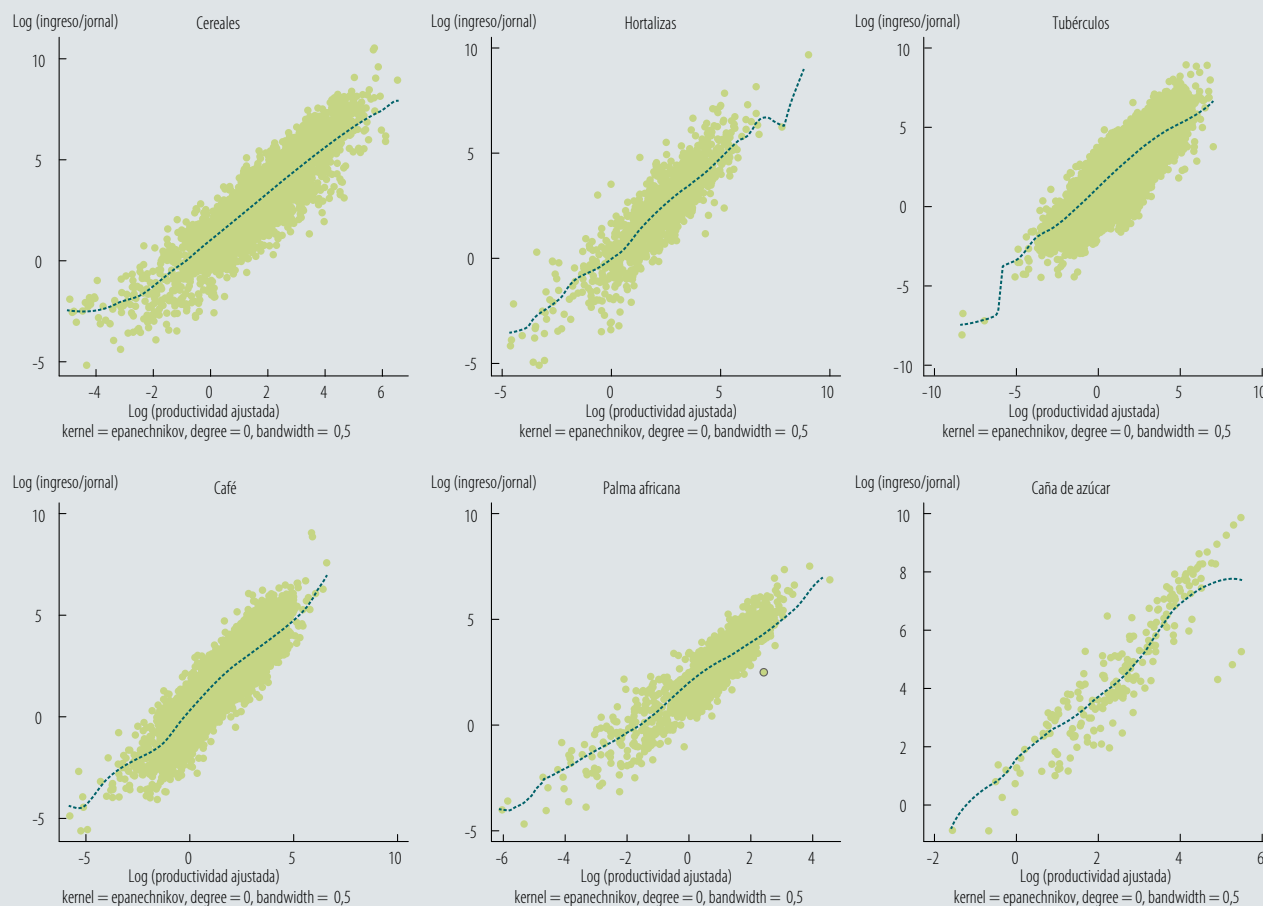 Log (ingreso/jornal) Cereales
10
5
0
-5
-4 -2 0 2 4 6
Log (productividad ajustada)
kernel = epanechnikov, degree = 0, bandwidth = 0,5
Log (ingreso/jornal) Hortalizas
10
5
0
-5
-5 0 5 10
Log (productividad ajustada)
kernel = epanechnikov, degree = 0, bandwidth = 0,5
Log (ingreso/jornal) Tubérculos
10
5
0
-5
-10
-10 -5 0 5 10
Log (productividad ajustada)
kernel = epanechnikov, degree = 0, bandwidth = 0,5
Log (ingreso/jornal) Café
10
5
0
-5
-5 0 5 10
Log (productividad ajustada)
kernel = epanechnikov, degree = 0, bandwidth = 0,5
Log (ingreso/jornal) Palma africana
10
5
0
-5
-6 -4 -2 0 2 4
Log (productividad ajustada)
kernel = epanechnikov, degree = 0, bandwidth = 0,5
Log (ingreso/jornal) Caña de azúcar
10
8
6
4
2
0
-2 0 2 4 6
Log (productividad ajustada)
kernel = epanechnikov, degree = 0, bandwidth = 0,5